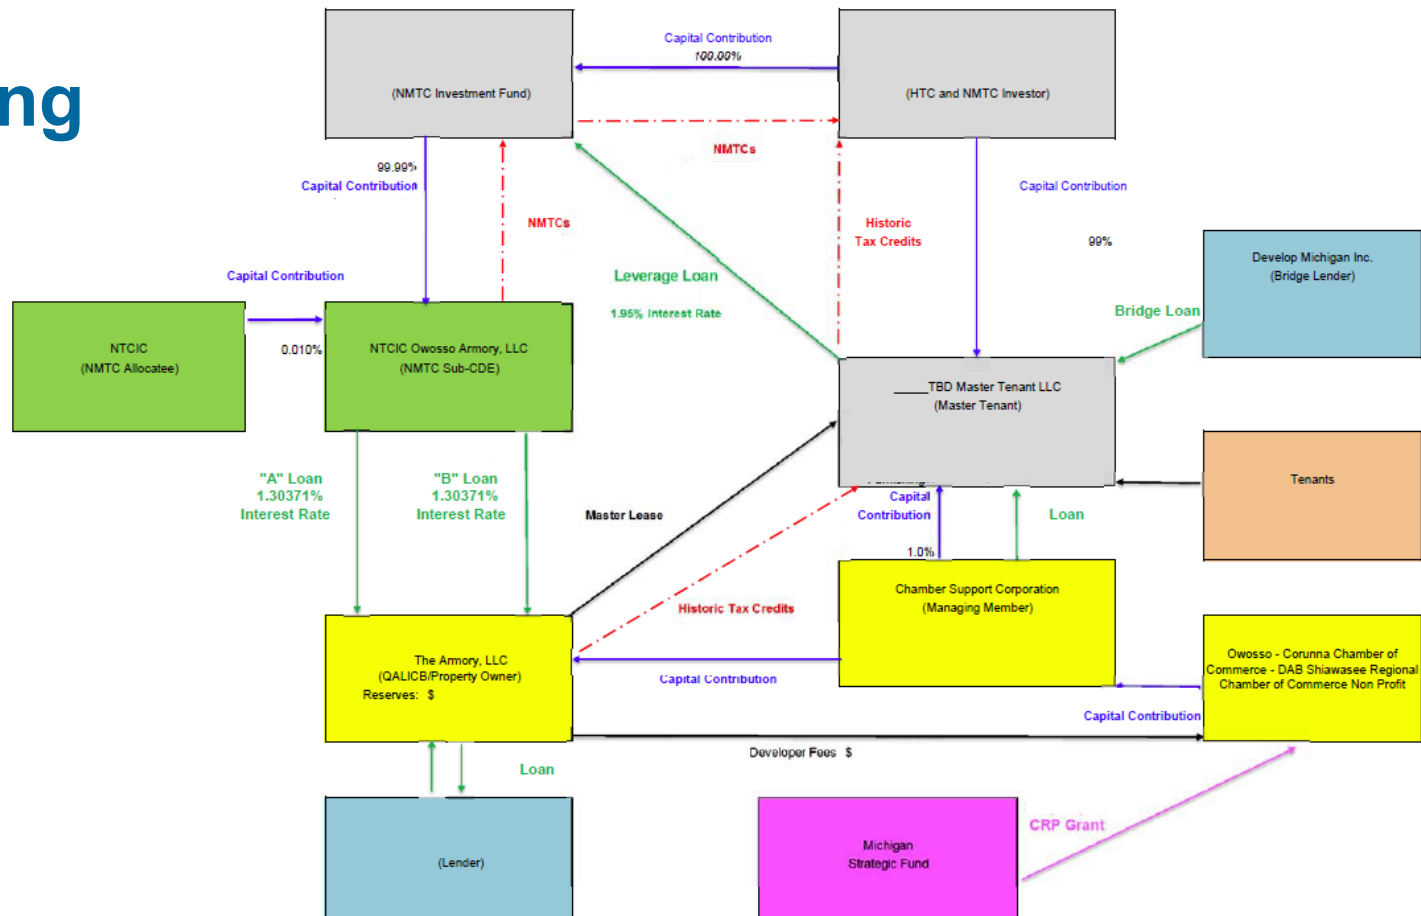 ng
Capital Contribution
100.00%
(NMTC Investment Fund)
(HTC and NMTC Investor)
NMTCs
99.99%
Capital Contribution
NMTCs
Historic
Tax Credits
Capital Contribution
99%
Develop Michigan Inc.
(Bridge Lender)
Capital Contribution
Leverage Loan
1.95% Interest Rate
Bridge Loan
NTCIC
(NMTC Allocatee)
0.010%
NTCIC Owosso Armory, LLC
(NMTC Sub-CDE)
_____TBD Master Tenant LLC
(Master Tenant)
"A" Loan
1.30371%
Interest Rate
"B" Loan
1.30371%
Interest Rate
Tenants
Master Lease
Capital
Contribution
1.0%
Loan
Chamber Support Corporation
(Managing Member)
Historic Tax Credits
The Armory, LLC
(QALICB/Property Owner)
Reserves: $
Capital Contribution
Owosso - Corunna Chamber of
Commerce - DAB Shiawasee Regional
Chamber of Commerce Non Profit
Capital Contribution
Developer Fees $
Loan
(Lender)
Michigan
Strategic Fund
CRP Grant